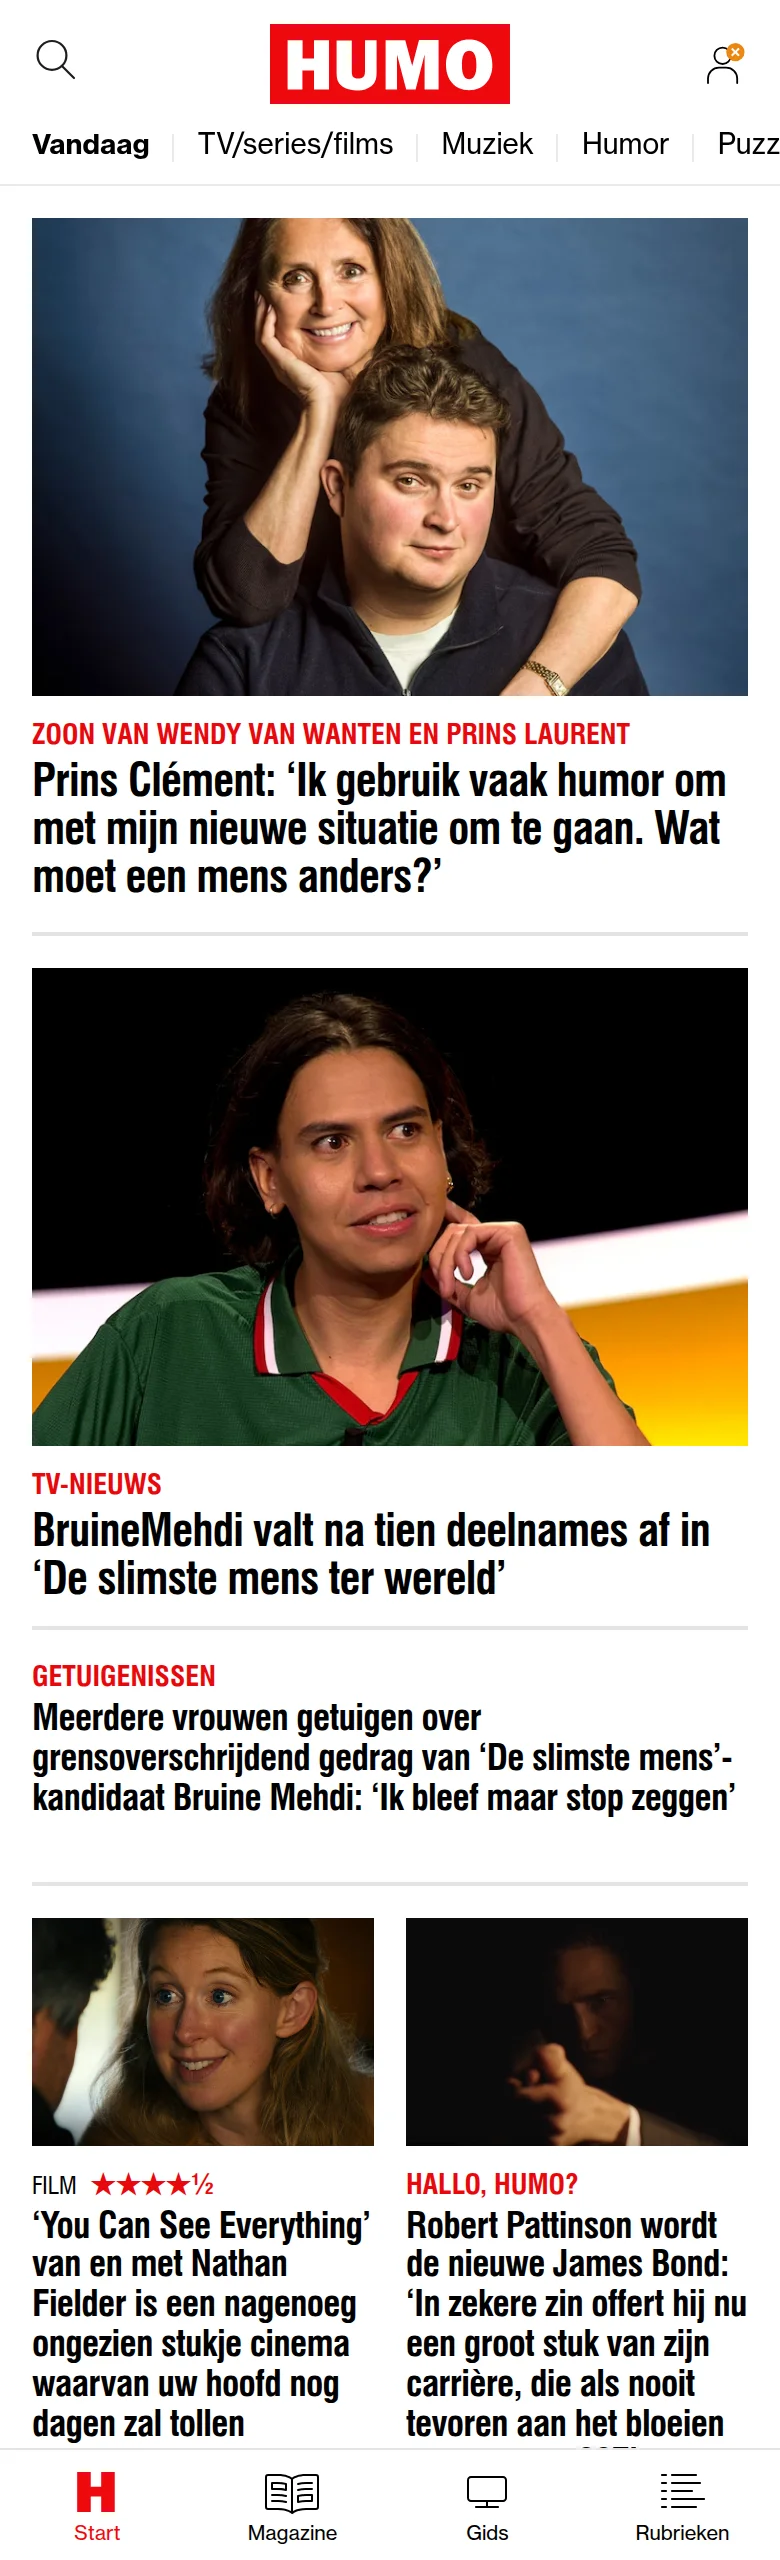 HUMO
Vandaag
TV/series/films
Muziek
Humor
Puzz
ZOON VAN WENDY VAN WANTEN EN PRINS LAURENT
Prins Clément: ‘Ik gebruik vaak humor om
met mijn nieuwe situatie om te gaan. Wat
moet een mens anders?’
TV-NIEUWS
BruineMehdi valt na tien deelnames af in
‘De slimste mens ter wereld’
GETUIGENISSEN
Meerdere vrouwen getuigen over
grensoverschrijdend gedrag van ‘De slimste mens’-
kandidaat Bruine Mehdi: ‘Ik bleef maar stop zeggen’
FILM ★★★★½
‘You Can See Everything’
van en met Nathan
Fielder is een nagenoeg
ongezien stukje cinema
waarvan uw hoofd nog
dagen zal tollen
HALLO, HUMO?
Robert Pattinson wordt
de nieuwe James Bond:
‘In zekere zin offert hij nu
een groot stuk van zijn
carrière, die als nooit
tevoren aan het bloeien
H
Start
Magazine
Gids
Rubrieken